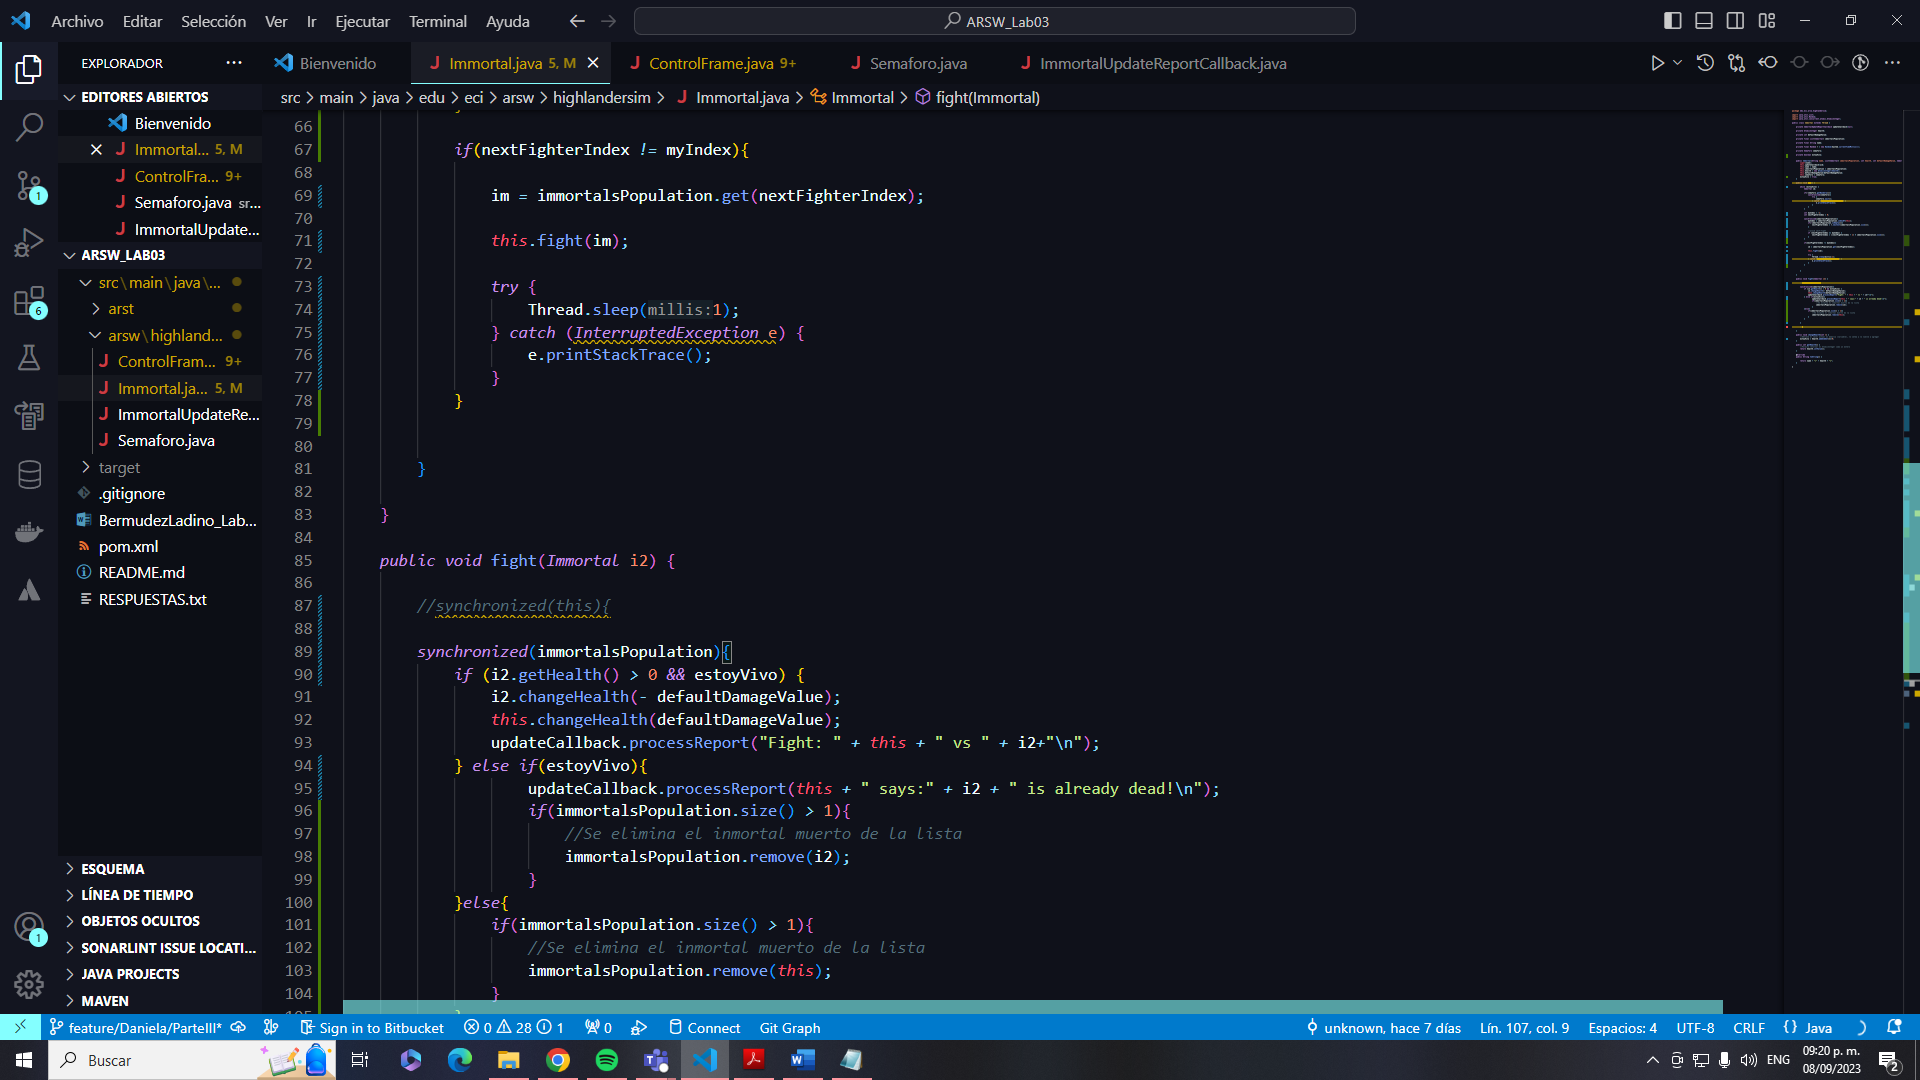 Archivo Editar Selección Ver Ir Ejecutar Terminal Ayuda ARSW_Lab03
EXPLORADOR
Bienvenido Immortal.java 5, M ControlFrame.java 9+ Semaforo.java ImmortalUpdateReportCallback.java
src > main > java > edu > eci > arsw > highlandersim > Immortal.java > Immortal > fight(Immortal)
EDITORES ABIERTOS
Bienvenido
Immortal... 5, M
ControlFra... 9+
Semaforo.java sr...
ImmortalUpdate...
ARSW_LAB03
src\main\java\...
arst
arsw\highland...
ControlFram... 9+
Immortal.ja... 5, M
ImmortalUpdateRe...
Semaforo.java
target
.gitignore
BermudezLadino_Lab...
pom.xml
README.md
RESPUESTAS.txt
ESQUEMA
LÍNEA DE TIEMPO
OBJETOS OCULTOS
SONARLINT ISSUE LOCATI...
JAVA PROJECTS
MAVEN
1
6
1
66
67 if(nextFighterIndex != myIndex){
68
69 im = immortalsPopulation.get(nextFighterIndex);
70
71 this.fight(im);
72
73 try {
74 Thread.sleep(millis:1);
75 } catch (InterruptedException e) {
76 e.printStackTrace();
77 }
78 }
79
80
81 }
82
83 }
84
85 public void fight(Immortal i2) {
86
87 //synchronized(this){
88
89 synchronized(immortalsPopulation){
90 if (i2.getHealth() > 0 && estoyVivo) {
91 i2.changeHealth(- defaultDamageValue);
92 this.changeHealth(defaultDamageValue);
93 updateCallback.processReport("Fight: " + this + " vs " + i2+"\n");
94 } else if(estoyVivo){
95 updateCallback.processReport(this + " says:" + i2 + " is already dead!\n");
96 if(immortalsPopulation.size() > 1){
97 //Se elimina el inmortal muerto de la lista
98 immortalsPopulation.remove(i2);
99 }
100 }else{
101 if(immortalsPopulation.size() > 1){
102 //Se elimina el inmortal muerto de la lista
103 immortalsPopulation.remove(this);
104 }
feature/Daniela/ParteIII* Sign in to Bitbucket 0 28 1 0 Connect Git Graph unknown, hace 7 días Lín. 107, col. 9 Espacios: 4 UTF-8 CRLF {} Java
Buscar ENG 09:20 p. m.
08/09/2023
2